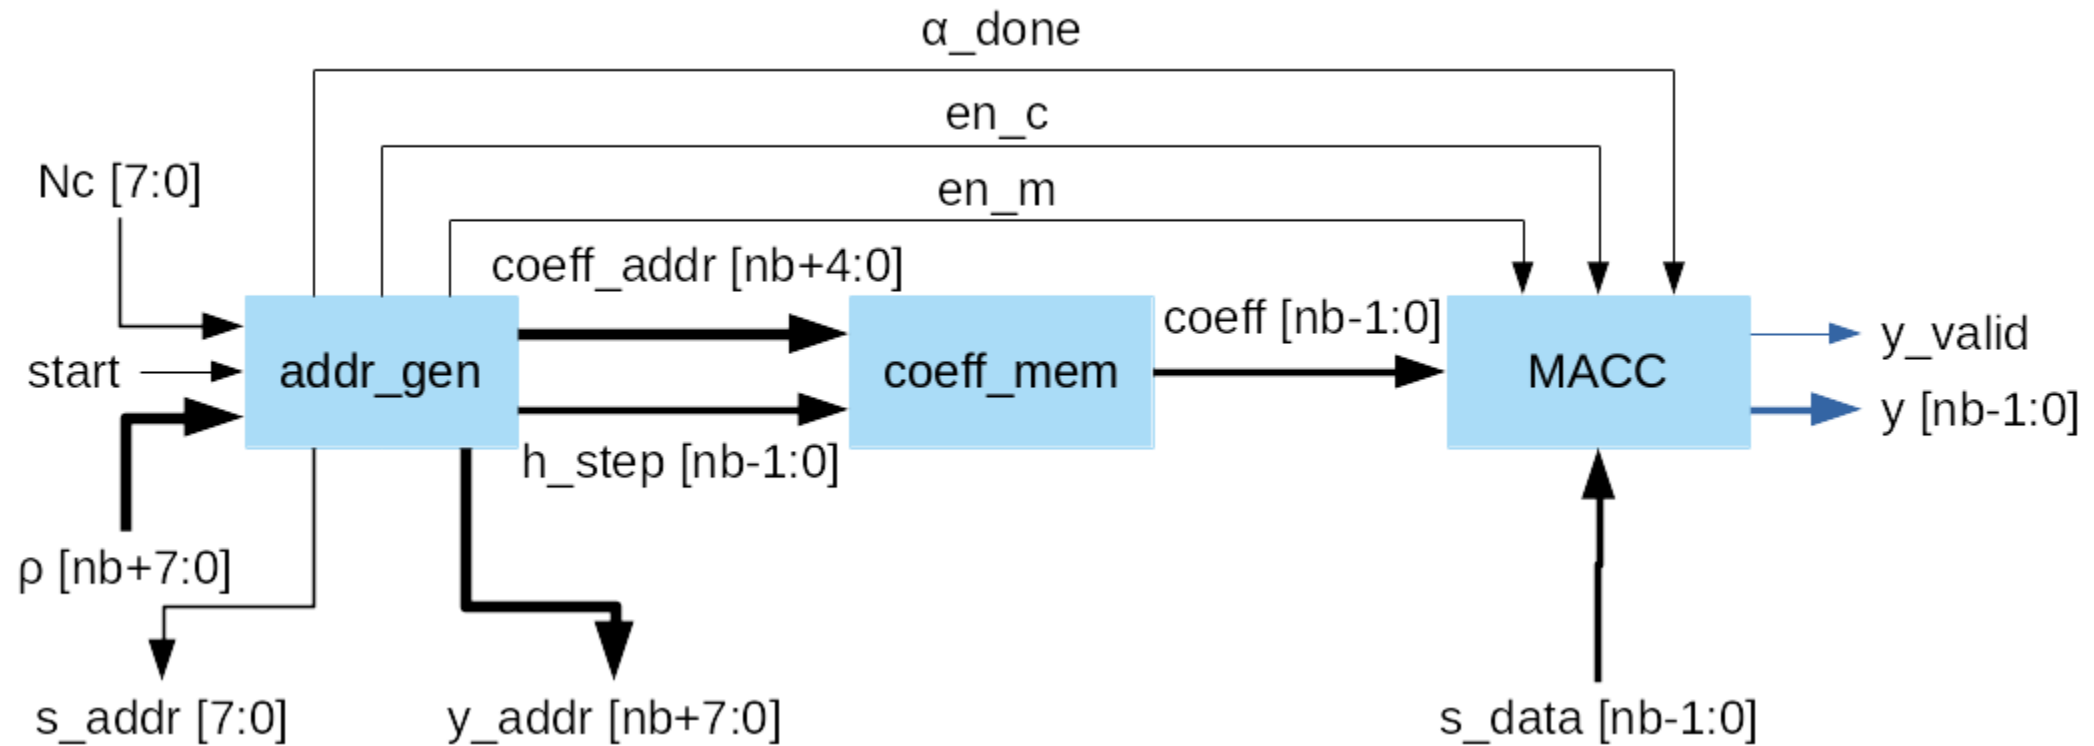 α_done
en_c
Nc [7:0]
en_m
coeff_addr [nb+4:0]
coeff [nb-1:0]
start
addr_gen
coeff_mem
MACC
y_valid
y [nb-1:0]
h_step [nb-1:0]
ρ [nb+7:0]
s_addr [7:0]
y_addr [nb+7:0]
s_data [nb-1:0]